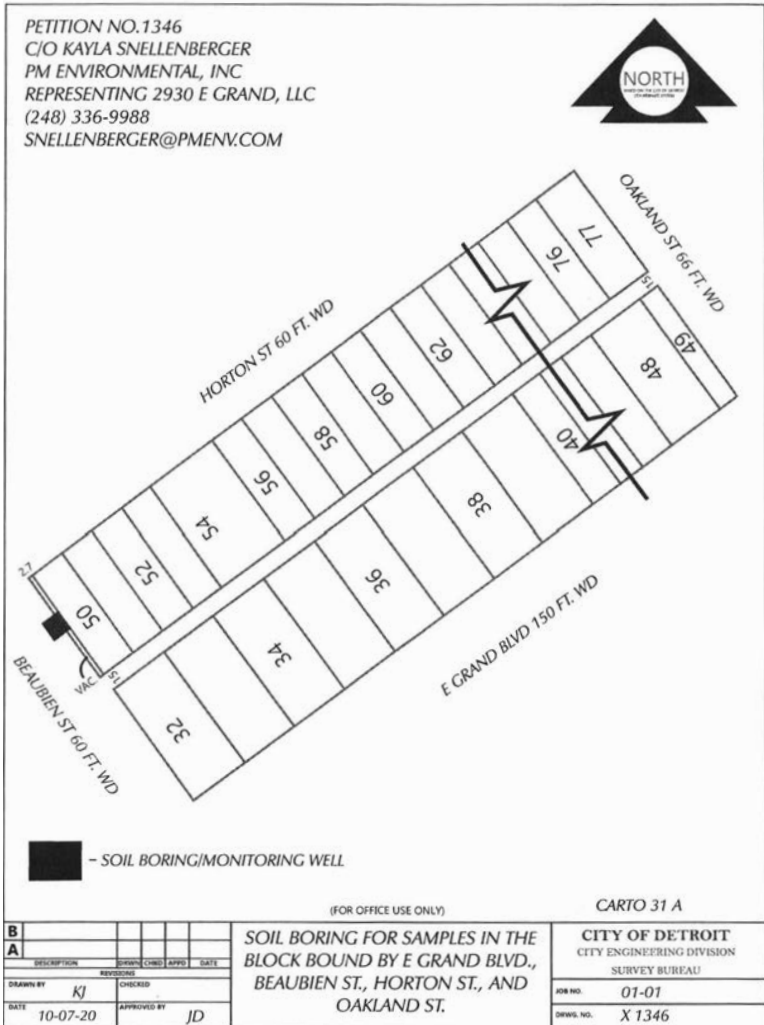 PETITION NO.1346
C/O KAYLA SNELLENBERGER
PM ENVIRONMENTAL, INC
REPRESENTING 2930 E GRAND, LLC
(248) 336-9988
SNELLENBERGER@PMENV.COM
NORTH
OAKLAND ST 66 FT. WD
HORTON ST 60 FT. WD
77
76
15
62
60
58
56
54
52
50
27
49
48
40
38
36
34
32
15
VAC.
BEAUBIEN ST 60 FT. WD
E GRAND BLVD 150 FT. WD
– SOIL BORING/MONITORING WELL
(FOR OFFICE USE ONLY)
CARTO 31 A
B
A
DESCRIPTION DRWN CHKD APPD DATE
REVISIONS
DRAWN BY KJ
CHECKED
DATE 10-07-20
APPROVED BY JD
SOIL BORING FOR SAMPLES IN THE
BLOCK BOUND BY E GRAND BLVD.,
BEAUBIEN ST., HORTON ST., AND
OAKLAND ST.
CITY OF DETROIT
CITY ENGINEERING DIVISION
SURVEY BUREAU
JOB NO. 01-01
DRWG. NO. X 1346